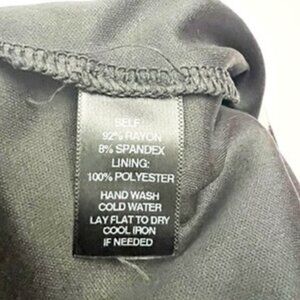 SELF:
92% RAYON
8% SPANDEX
LINING:
100% POLYESTER
HAND WASH
COLD WATER
LAY FLAT TO DRY
COOL IRON
IF NEEDED